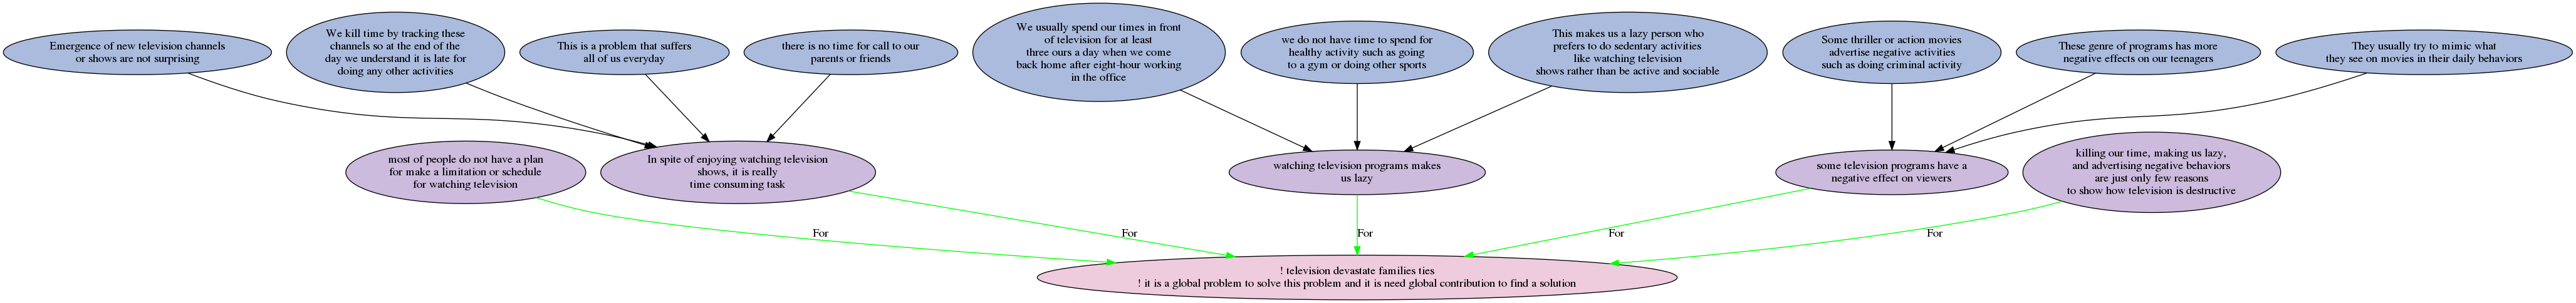 Emergence of new television channels
or shows are not surprising
We kill time by tracking these
channels so at the end of the
day we understand it is late for
doing any other activities
This is a problem that suffers
all of us everyday
there is no time for call to our
parents or friends
We usually spend our times in front
of television for at least
three ours a day when we come
back home after eight-hour working
in the office
we do not have time to spend for
healthy activity such as going
to a gym or doing other sports
This makes us a lazy person who
prefers to do sedentary activities
like watching television
shows rather than be active and sociable
Some thriller or action movies
advertise negative activities
such as doing criminal activity
These genre of programs has more
negative effects on our teenagers
They usually try to mimic what
they see on movies in their daily behaviors
most of people do not have a plan
for make a limitation or schedule
for watching television
In spite of enjoying watching television
shows, it is really
time consuming task
watching television programs makes
us lazy
some television programs have a
negative effect on viewers
killing our time, making us lazy,
and advertising negative behaviors
are just only few reasons
to show how television is destructive
For
For
For
For
For
! television devastate families ties
! it is a global problem to solve this problem and it is need global contribution to find a solution